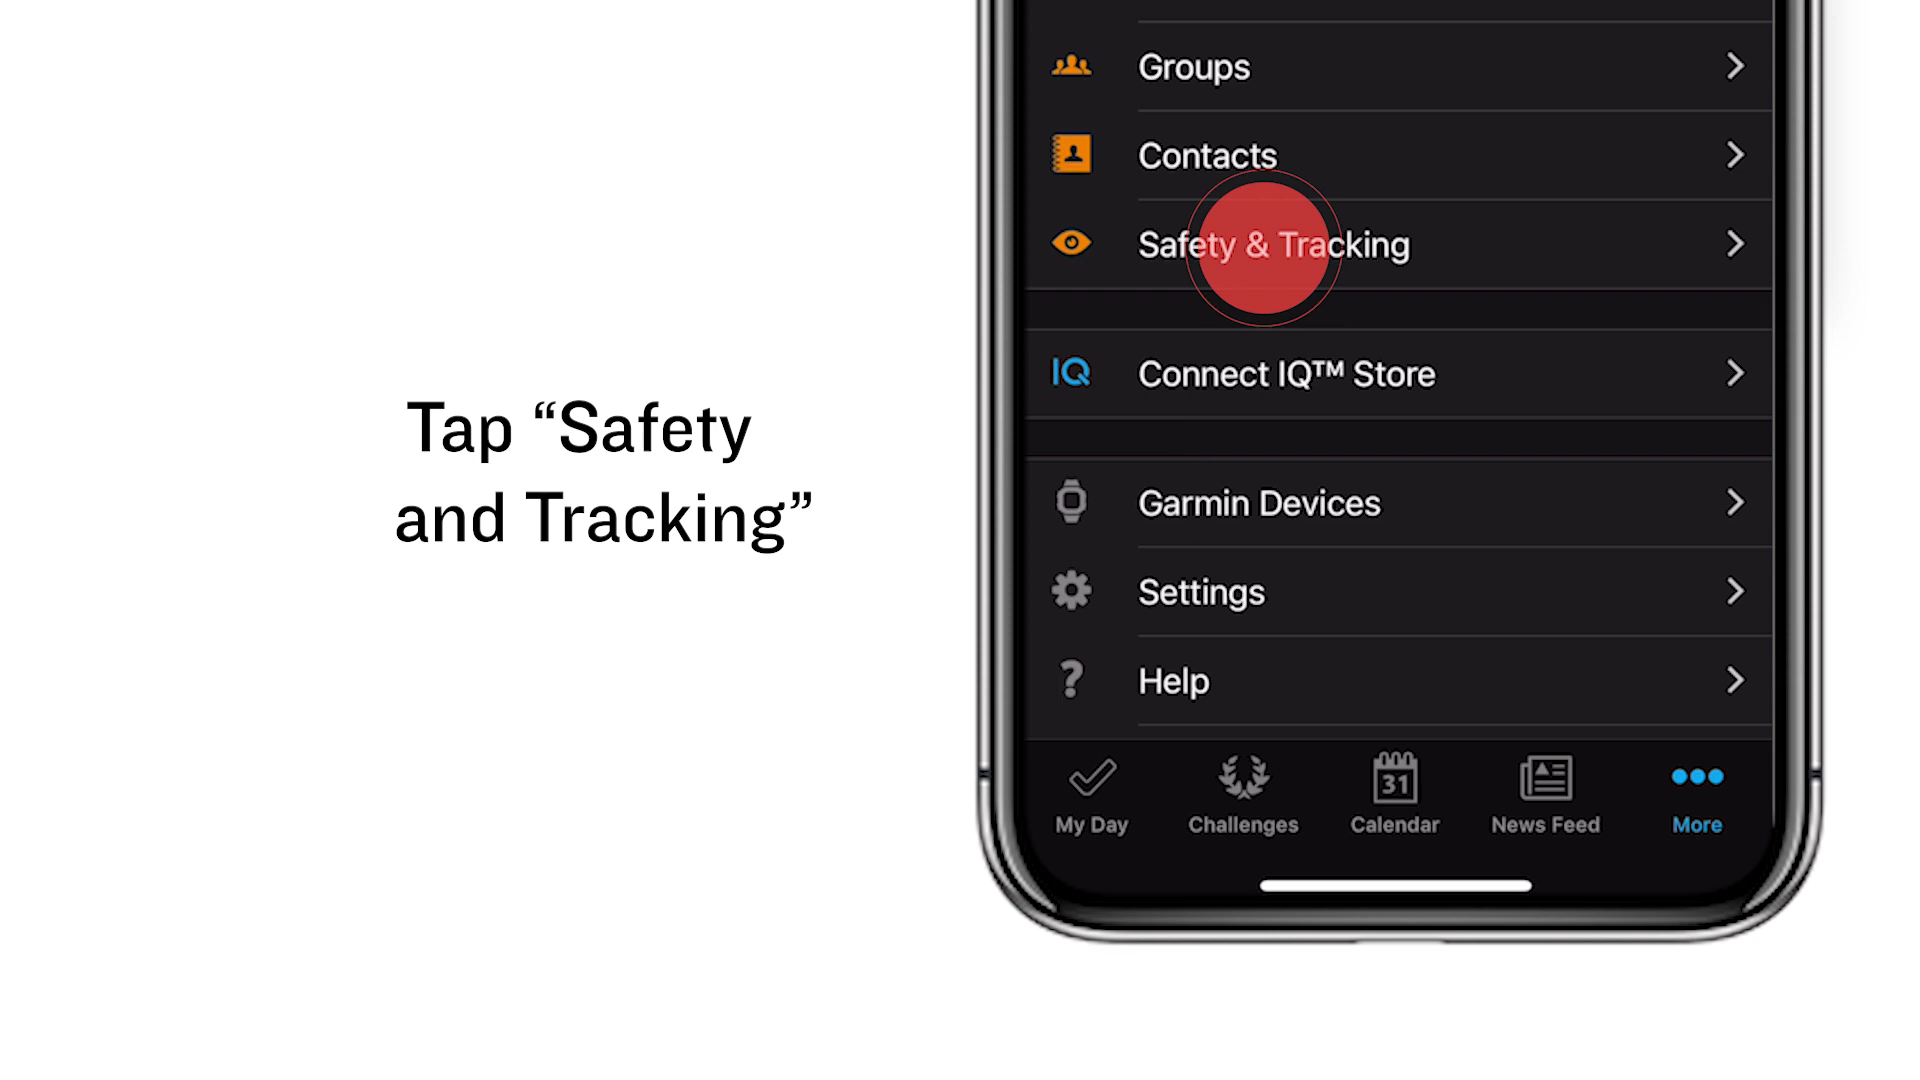 Tap “Safety
and Tracking”
Groups
Contacts
Safety & Tracking
IQ Connect IQ™ Store
Garmin Devices
Settings
? Help
31
My Day Challenges Calendar News Feed More